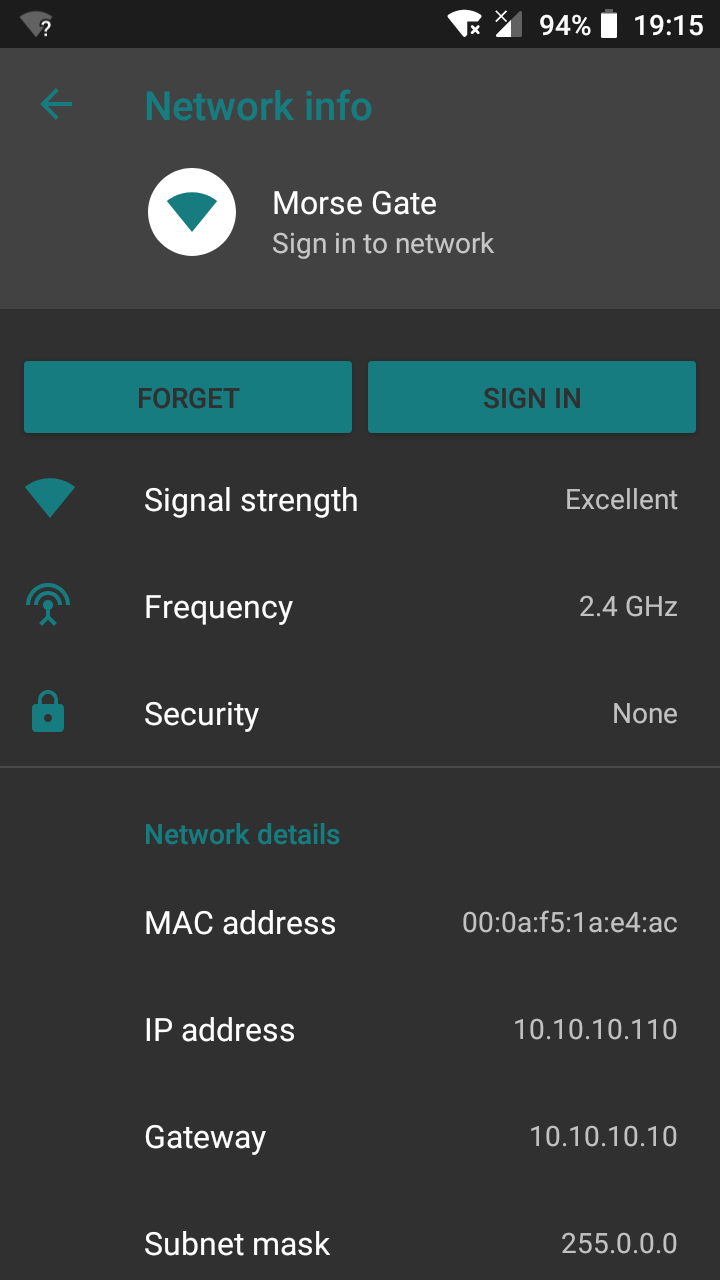 94% 19:15
Network info
Morse Gate
Sign in to network
FORGET SIGN IN
Signal strength Excellent
Frequency 2.4 GHz
Security None
Network details
MAC address 00:0a:f5:1a:e4:ac
IP address 10.10.10.110
Gateway 10.10.10.10
Subnet mask 255.0.0.0